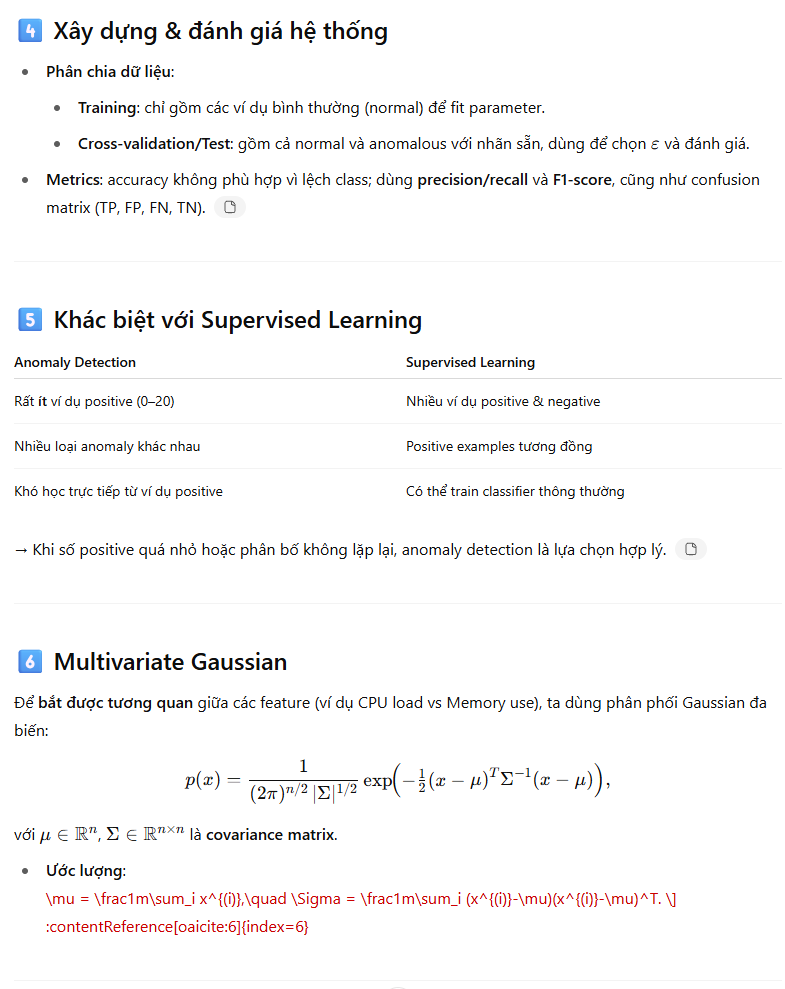 4 Xây dựng & đánh giá hệ thống
• Phân chia dữ liệu:
• Training: chỉ gồm các ví dụ bình thường (normal) để fit parameter.
• Cross-validation/Test: gồm cả normal và anomalous với nhãn sẵn, dùng để chọn ε và đánh giá.
• Metrics: accuracy không phù hợp vì lệch class; dùng precision/recall và F1-score, cũng như confusion
matrix (TP, FP, FN, TN).
5 Khác biệt với Supervised Learning
Anomaly Detection Supervised Learning
Rất ít ví dụ positive (0–20) Nhiều ví dụ positive & negative
Nhiều loại anomaly khác nhau Positive examples tương đồng
Khó học trực tiếp từ ví dụ positive Có thể train classifier thông thường
→ Khi số positive quá nhỏ hoặc phân bố không lặp lại, anomaly detection là lựa chọn hợp lý.
6 Multivariate Gaussian
Để bắt được tương quan giữa các feature (ví dụ CPU load vs Memory use), ta dùng phân phối Gaussian đa
biến:
p(x) = \frac{1}{(2π)^{n/2} |Σ|^{1/2}} exp(−\frac{1}{2}(x − μ)^T Σ^{−1}(x − μ)),
với μ ∈ ℝ^n, Σ ∈ ℝ^{n×n} là covariance matrix.
• Ước lượng:
\mu = \frac1m\sum_i x^{(i)},\quad \Sigma = \frac1m\sum_i (x^{(i)}-\mu)(x^{(i)}-\mu)^T. \]
:contentReference[oaicite:6]{index=6}